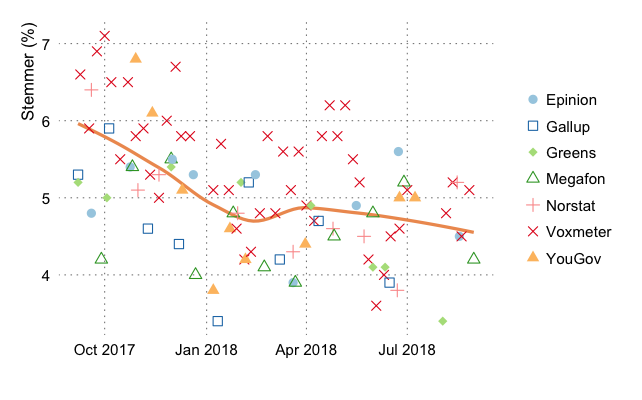 Stemmer (%)
7
6
5
4
Oct 2017
Jan 2018
Apr 2018
Jul 2018
Epinion
Gallup
Greens
Megafon
Norstat
Voxmeter
YouGov